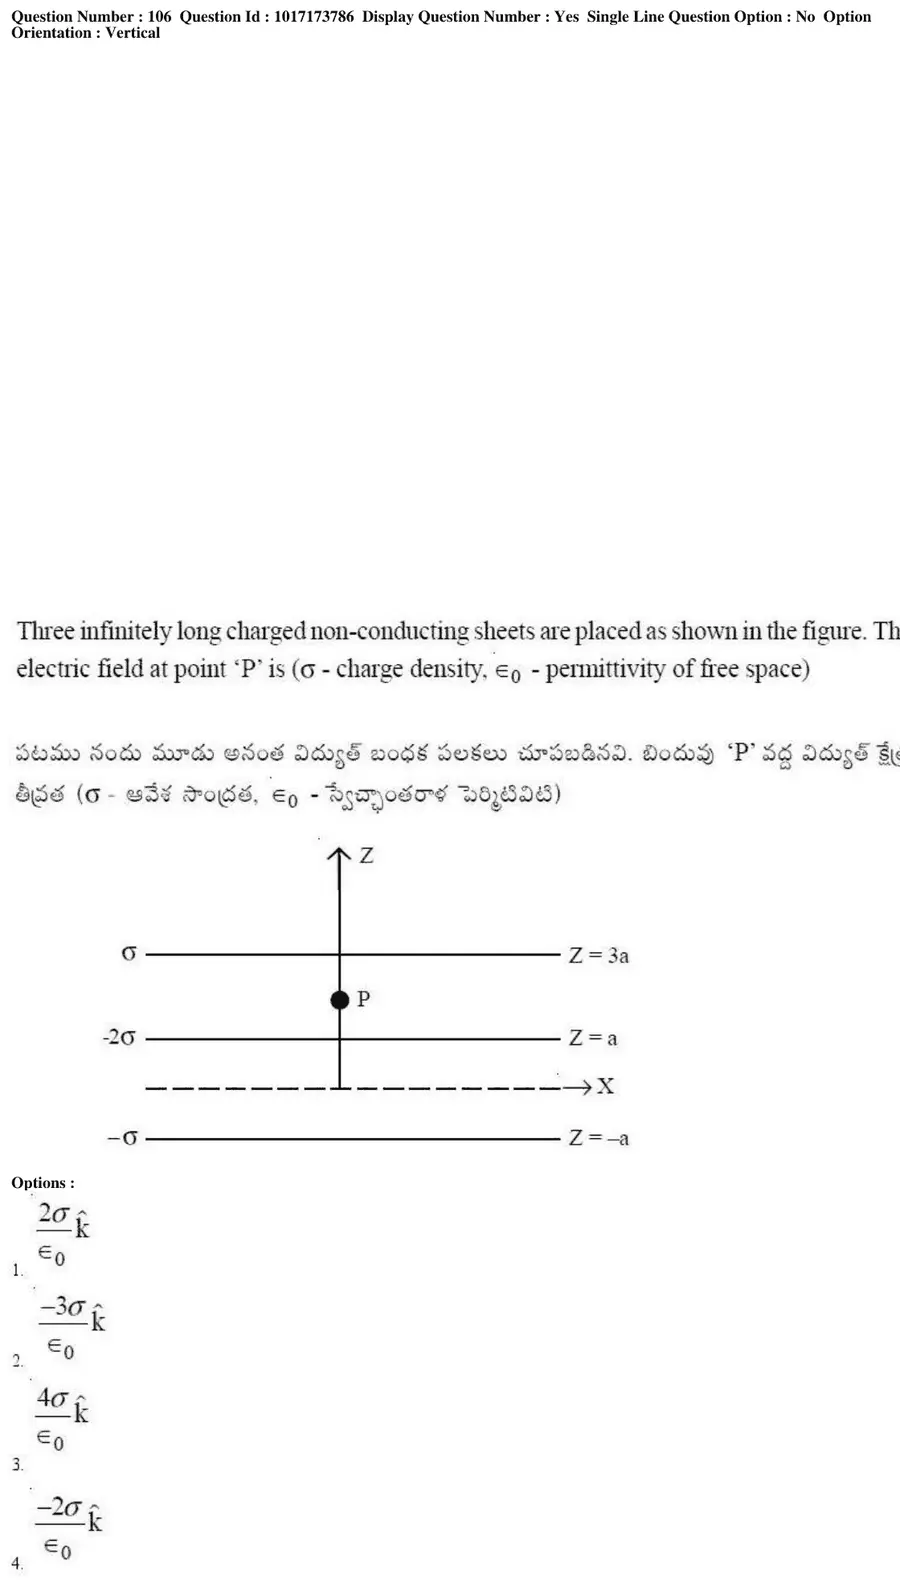 Question Number : 106 Question Id : 1017173786 Display Question Number : Yes Single Line Question Option : No Option
Orientation : Vertical
Three infinitely long charged non-conducting sheets are placed as shown in the figure. Th
electric field at point ‘P’ is (σ - charge density, ∈₀ - permittivity of free space)
పటము నందు మూడు అనంత విద్యుత్ బంధక పలకలు చూపబడినవి. బిందువు ‘P’ వద్ద విద్యుత్ క్షేత్ర
తీవ్రత (σ - ఆవేశ సాంద్రత, ∈₀ - స్వేచ్ఛాంతరాళ పెర్మిటివిటి)
Z
σ Z = 3a
P
-2σ Z = a
X
−σ Z = –a
Options :
1. 2σ/∈₀ k̂
2. −3σ/∈₀ k̂
3. 4σ/∈₀ k̂
4. −2σ/∈₀ k̂